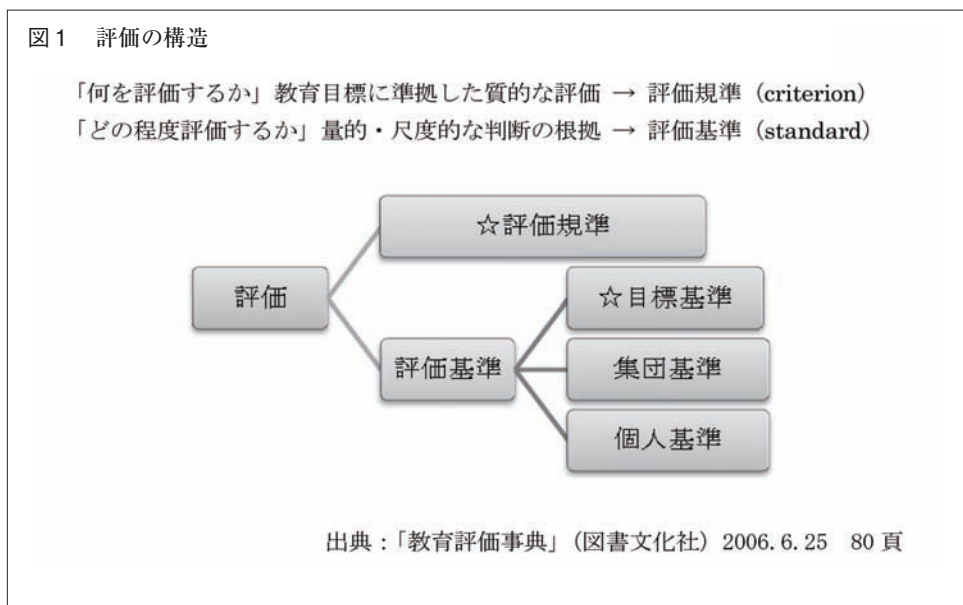 図1 評価の構造
「何を評価するか」教育目標に準拠した質的な評価 → 評価規準（criterion）
「どの程度評価するか」量的・尺度的な判断の根拠 → 評価基準（standard）
☆評価規準
評価
☆目標基準
評価基準
集団基準
個人基準
出典：「教育評価事典」（図書文化社）2006.6.25 80頁